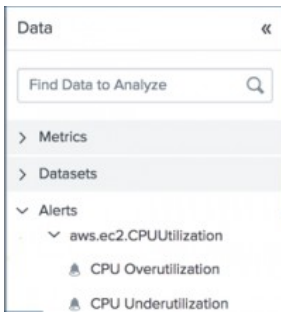 Data
Find Data to Analyze
Metrics
Datasets
Alerts
aws.ec2.CPUUtilization
CPU Overutilization
CPU Underutilization